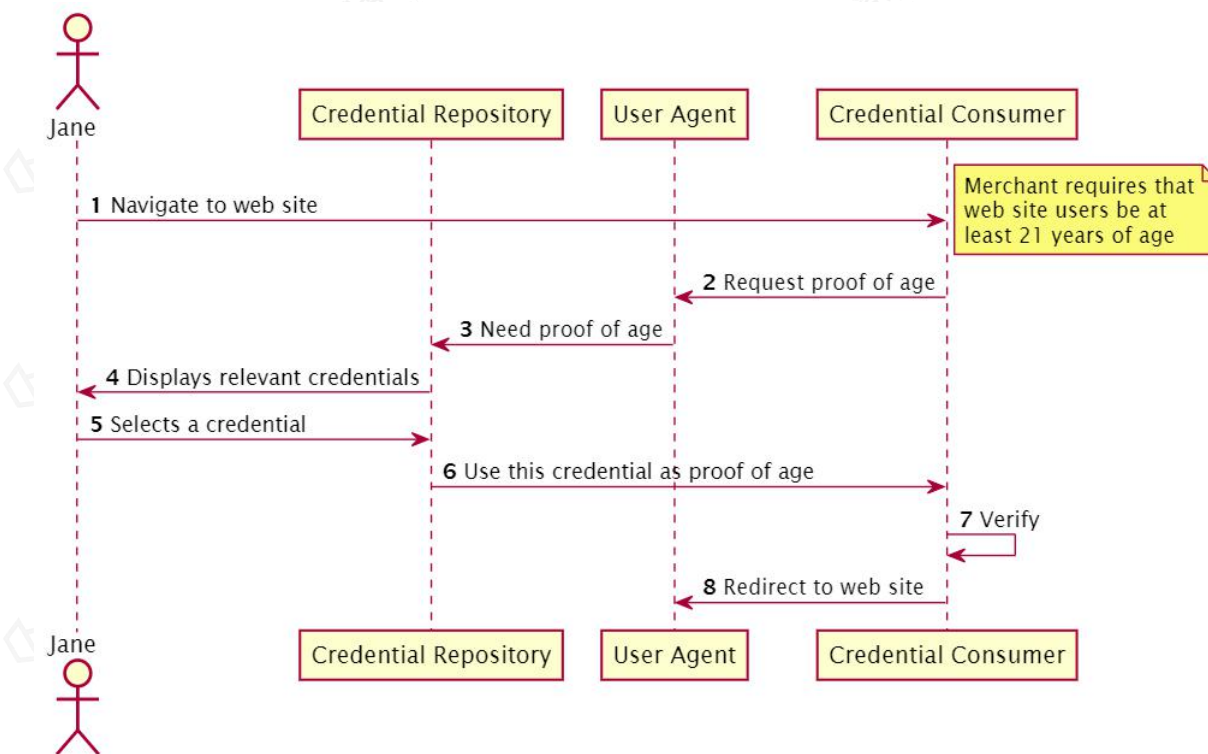 Jane
Credential Repository
User Agent
Credential Consumer
Merchant requires that
web site users be at
least 21 years of age
1 Navigate to web site
2 Request proof of age
3 Need proof of age
4 Displays relevant credentials
5 Selects a credential
6 Use this credential as proof of age
7 Verify
8 Redirect to web site
Jane
Credential Repository
User Agent
Credential Consumer